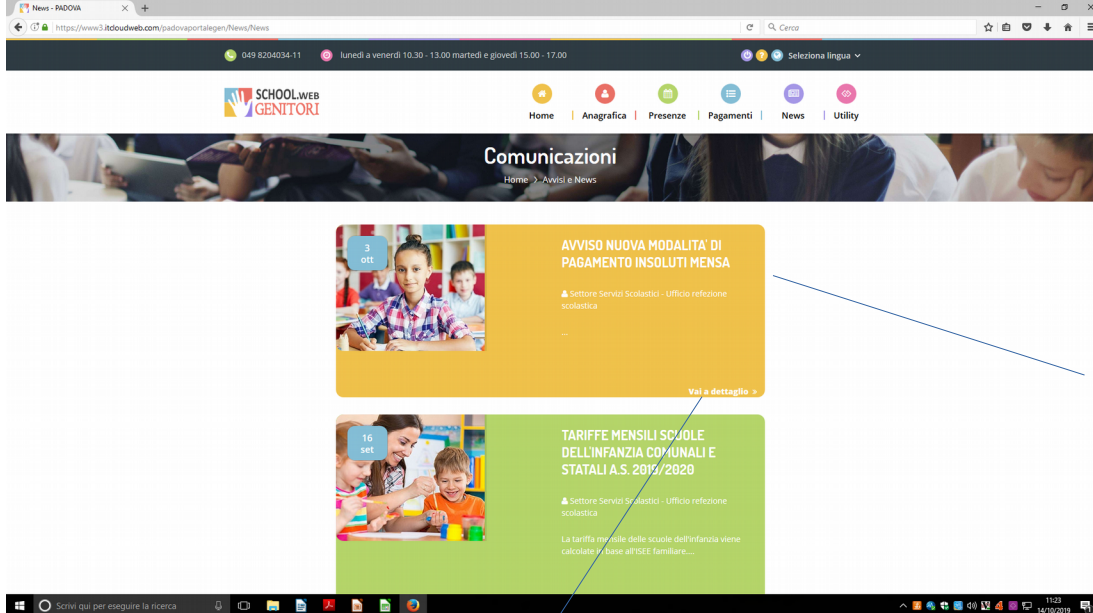 News - PADOVA
https://www3.itcloudweb.com/padovaportalegen/News/News
Cerca
049 8204034-11
lunedì a venerdì 10.30 - 13.00 martedì e giovedì 15.00 - 17.00
Seleziona lingua
SCHOOL.WEB
GENITORI
Home
Anagrafica
Presenze
Pagamenti
News
Utility
Comunicazioni
Home > Avvisi e News
3
ott
AVVISO NUOVA MODALITA' DI
PAGAMENTO INSOLUTI MENSA
Settore Servizi Scolastici - Ufficio refezione
scolastica
...
Vai a dettaglio >
16
set
TARIFFE MENSILI SCUOLE
DELL'INFANZIA COMUNALI E
STATALI A.S. 2019/2020
Settore Servizi Scolastici - Ufficio refezione
scolastica
La tariffa mensile delle scuole dell'infanzia viene
calcolate in base all'ISEE familiare....
Scrivi qui per eseguire la ricerca
11:23
14/10/2019